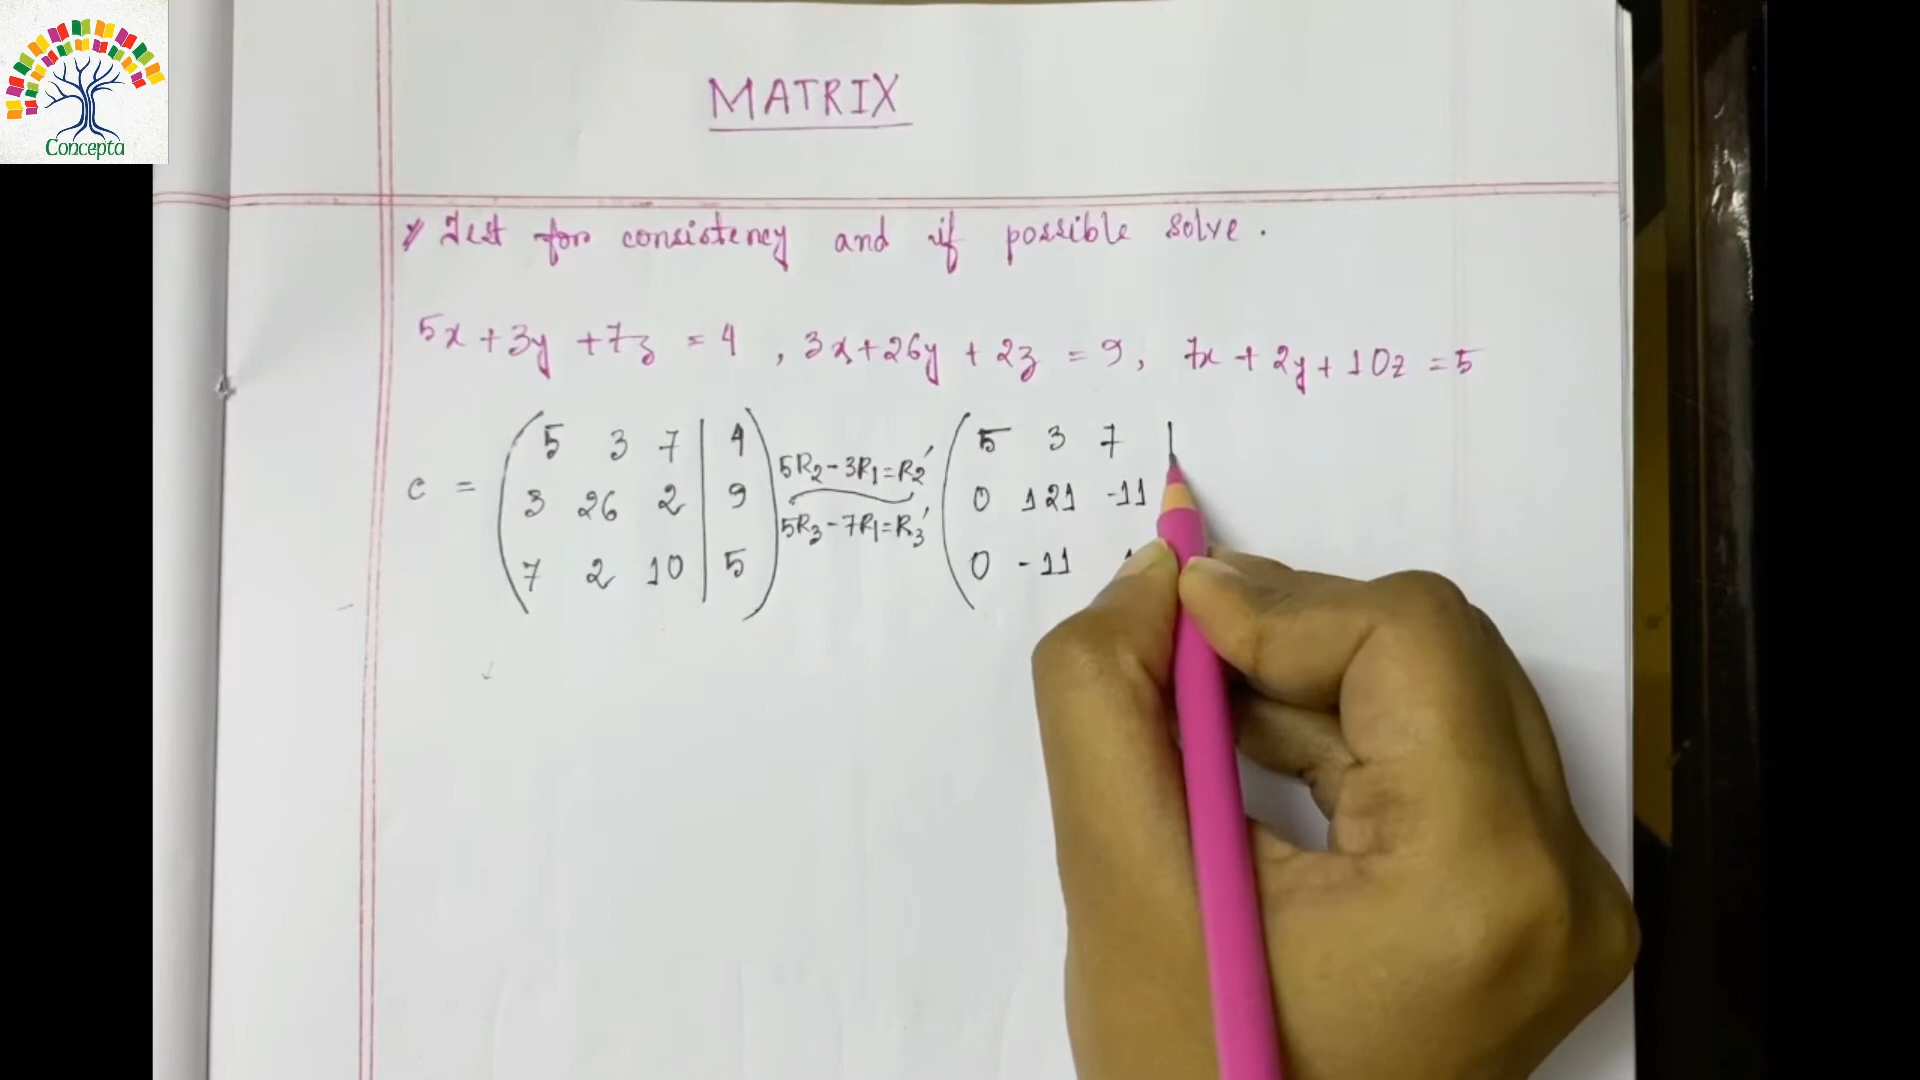 Concepta
MATRIX
Test for consistency and if possible solve.
5x + 3y + 7z = 4 , 3x + 26y + 2z = 9, 7x + 2y + 10z = 5
5 3 7 | 4
5R₂ - 3R₁ = R₂′
5 3 7 |
c =
3 26 2 | 9
0 121 -11
5R₃ - 7R₁ = R₃′
7 2 10 | 5
0 -11